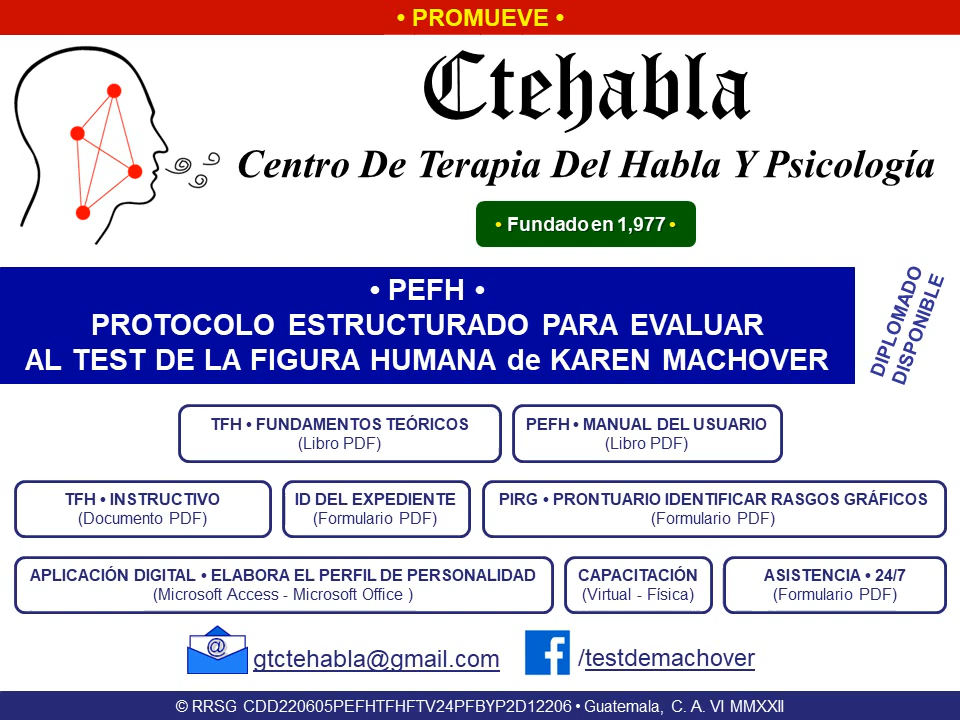 • PROMUEVE •
Ctehabla
Centro De Terapia Del Habla Y Psicología
• Fundado en 1,977 •
• PEFH •
PROTOCOLO ESTRUCTURADO PARA EVALUAR
AL TEST DE LA FIGURA HUMANA de KAREN MACHOVER
DIPLOMADO
DISPONIBLE
TFH • FUNDAMENTOS TEÓRICOS
(Libro PDF)
PEFH • MANUAL DEL USUARIO
(Libro PDF)
TFH • INSTRUCTIVO
(Documento PDF)
ID DEL EXPEDIENTE
(Formulario PDF)
PIRG • PRONTUARIO IDENTIFICAR RASGOS GRÁFICOS
(Formulario PDF)
APLICACIÓN DIGITAL • ELABORA EL PERFIL DE PERSONALIDAD
(Microsoft Access - Microsoft Office )
CAPACITACIÓN
(Virtual - Física)
ASISTENCIA • 24/7
(Formulario PDF)
@
gtctehabla@gmail.com
f
/testdemachover
© RRSG CDD220605PEFHTFHFTV24PFBYP2D12206 • Guatemala, C. A. VI MMXXII